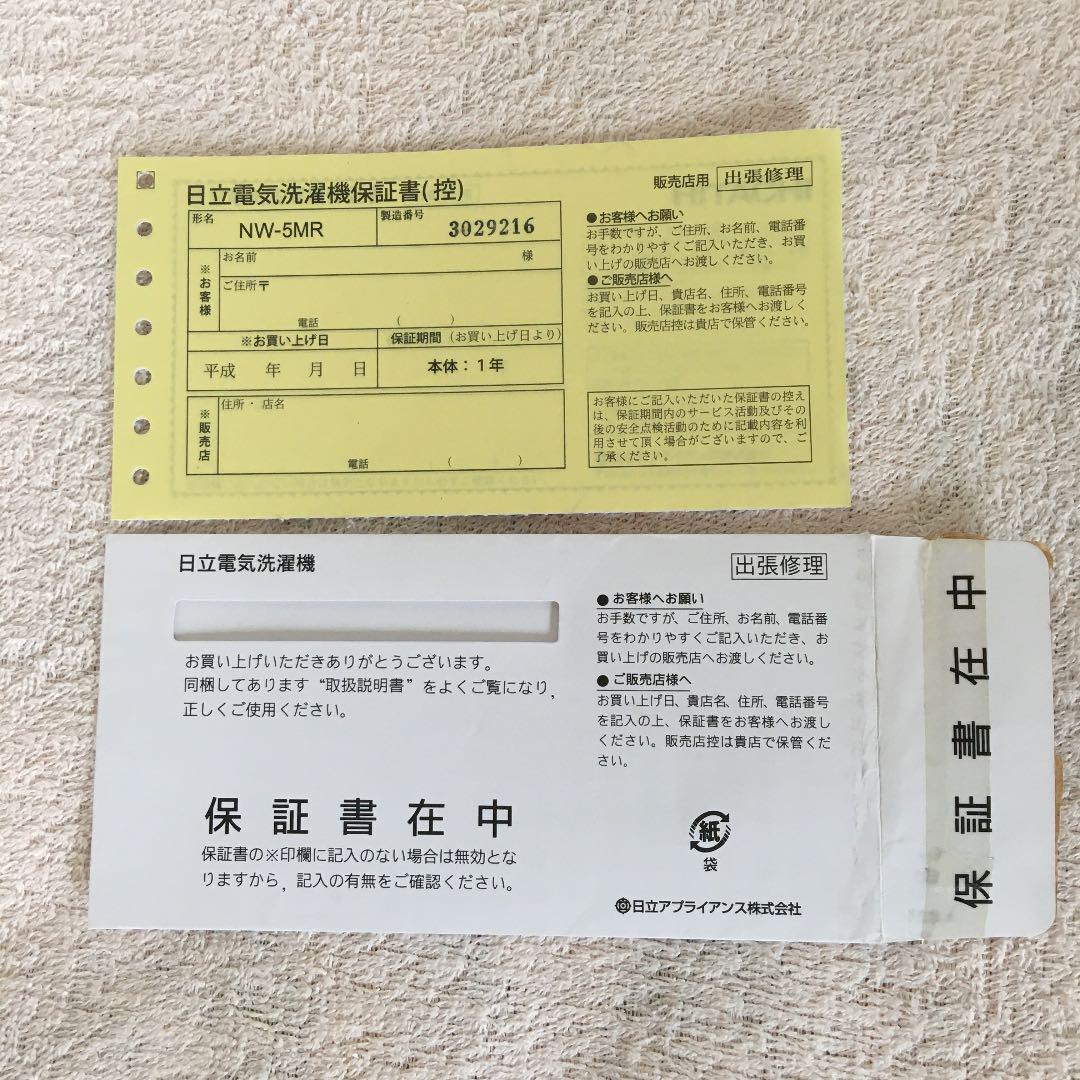 日立電気洗濯機保証書(控)
販売店用 出張修理
形名 NW-5MR 製造番号 3029216
※お客様
お名前 様
ご住所〒
電話 ( )
※お買い上げ日 保証期間(お買い上げ日より)
平成 年 月 日 本体:1年
※販売店
住所・店名
電話 ( )
●お客様へお願い
お手数ですが、ご住所、お名前、電話番
号をわかりやすくご記入いただき、お買
い上げの販売店へお渡しください。
●ご販売店様へ
お買い上げ日、貴店名、住所、電話番号
を記入の上、保証書をお客様へお渡しく
ださい。販売店控は貴店で保管ください。
お客様にご記入いただいた保証書の控え
は、保証期間内のサービス活動及びその
後の安全点検活動のために記載内容を利
用させて頂く場合がございますので、ご
了承ください。
日立電気洗濯機
出張修理
お買い上げいただきありがとうございます。
同梱してあります“取扱説明書”をよくご覧になり,
正しくご使用ください。
保証書在中
保証書の※印欄に記入のない場合は無効とな
りますから,記入の有無をご確認ください。
●お客様へお願い
お手数ですが、ご住所、お名前、電話番
号をわかりやすくご記入いただき、お
買い上げの販売店へお渡しください。
●ご販売店様へ
お買い上げ日、貴店名、住所、電話番号
を記入の上、保証書をお客様へお渡し
ください。販売店控は貴店で保管くだ
さい。
紙
袋
日立アプライアンス株式会社
保証書在中